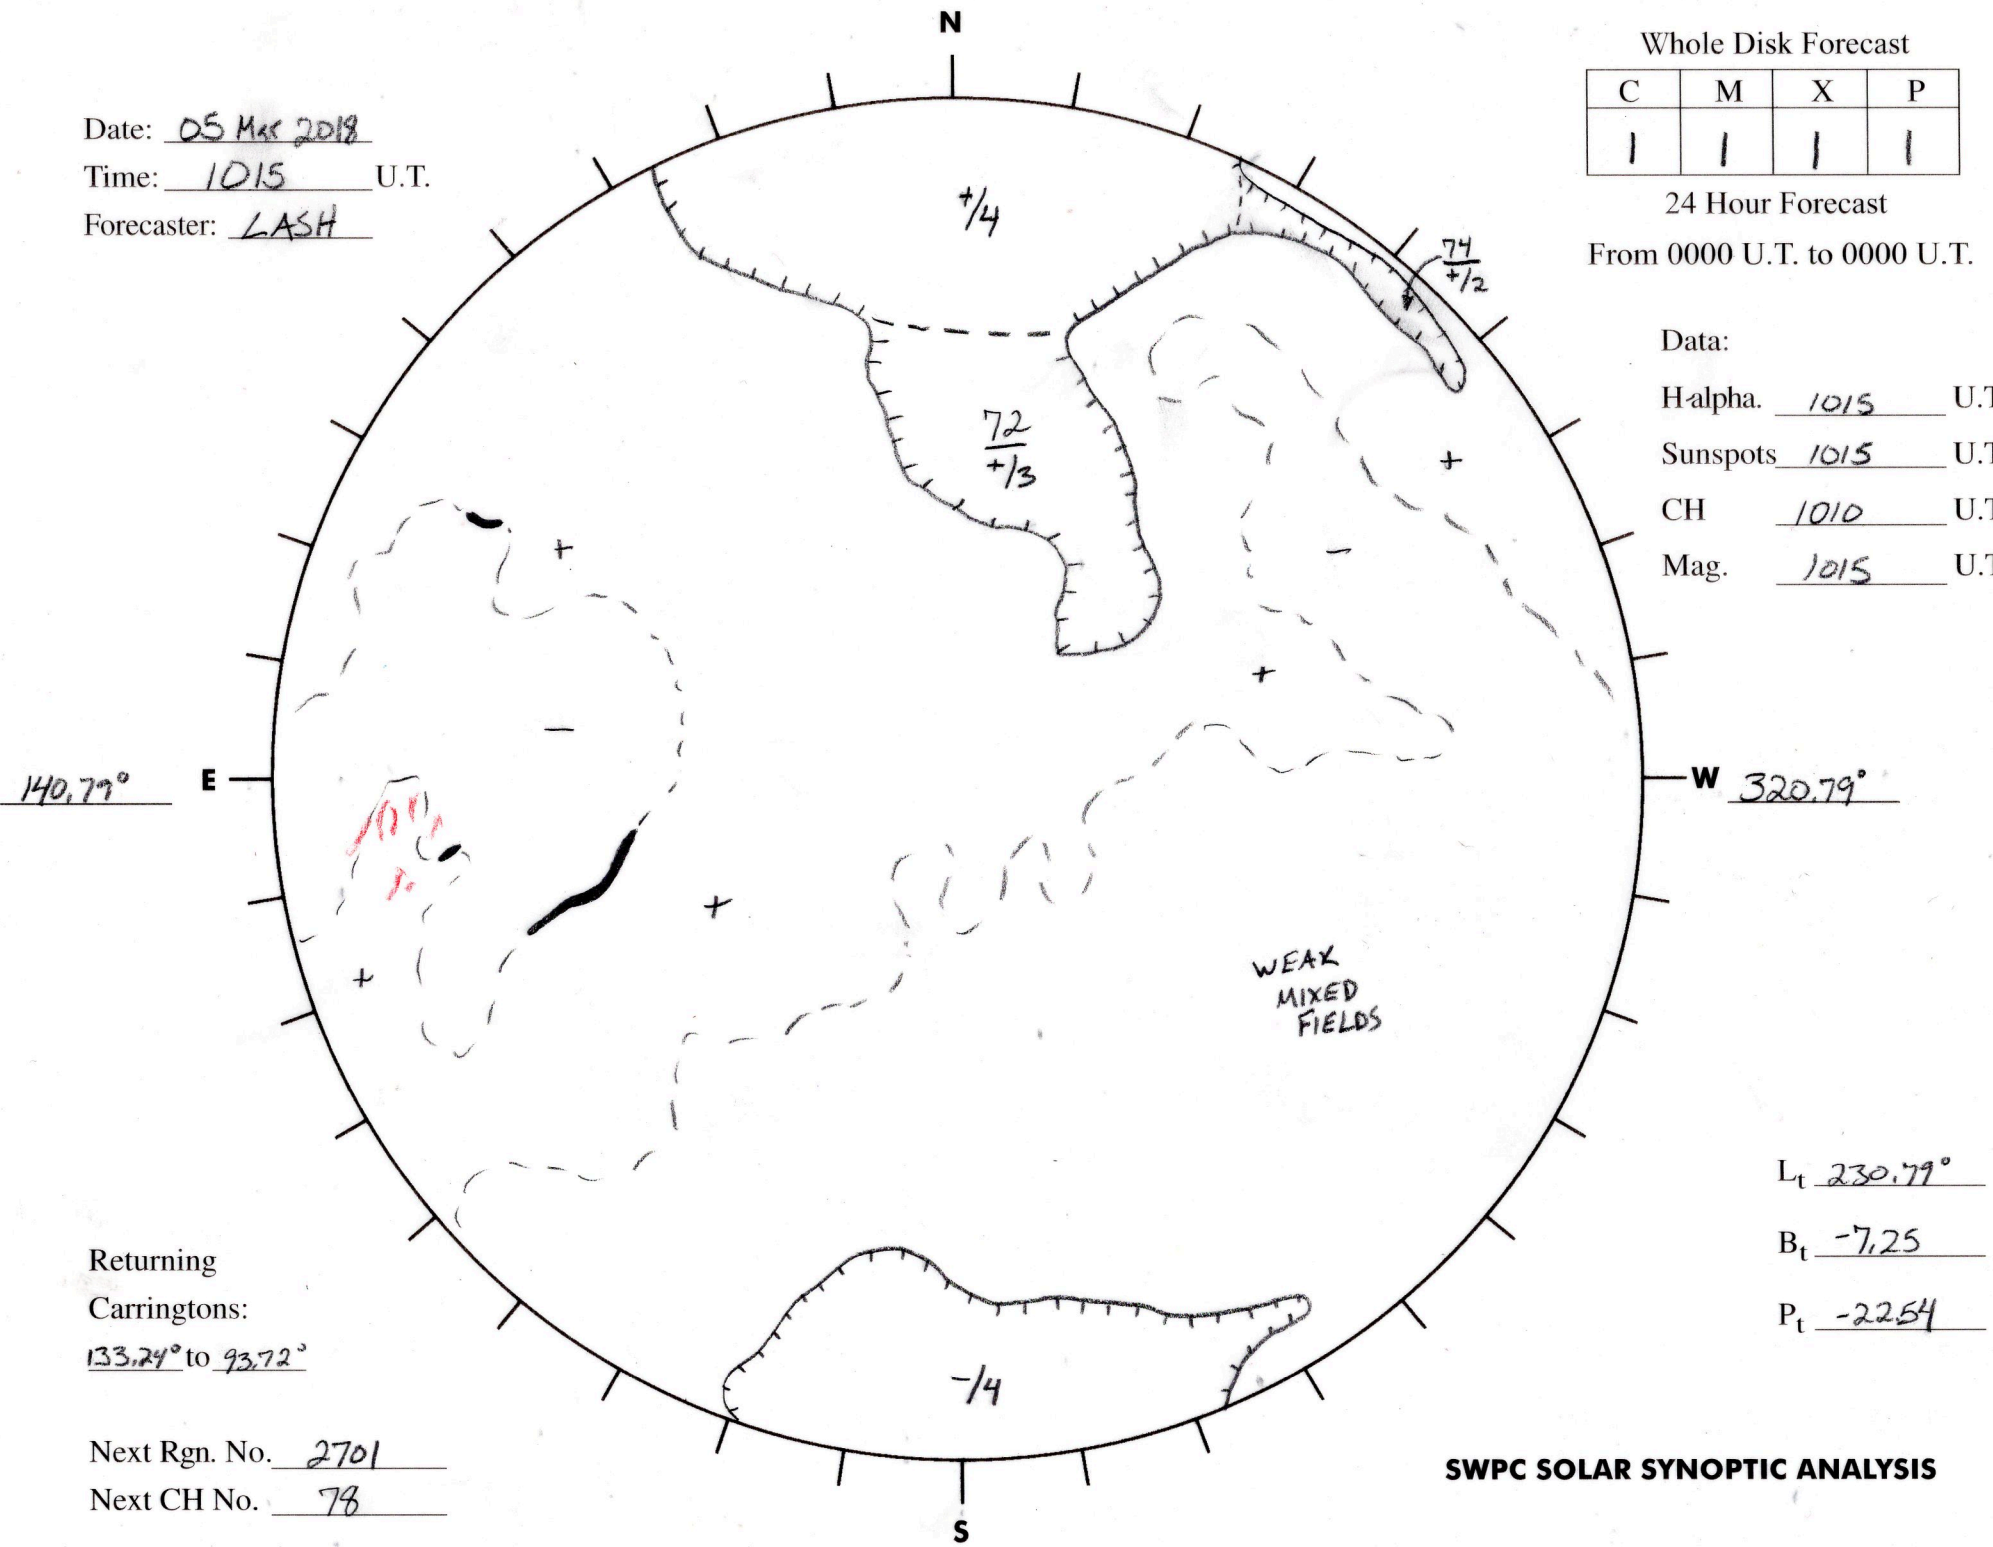 N
Whole Disk Forecast
C M X P
1 1 1 1
24 Hour Forecast
From 0000 U.T. to 0000 U.T.
Date: 05 Mar 2018
Time: 1015 U.T.
Forecaster: LASH
+/4
74
+/2
72
+/3
Data:
H-alpha. 1015 U.T
Sunspots 1015 U.T
CH 1010 U.T
Mag. 1015 U.T
+
+
−
+
−
140.79° E
W 320.79°
+
+
WEAK
MIXED
FIELDS
Lt 230.79°
Bt -7.25
Pt -22.54
Returning
Carringtons:
133.24° to 93.72°
-/4
Next Rgn. No. 2701
Next CH No. 78
SWPC SOLAR SYNOPTIC ANALYSIS
S